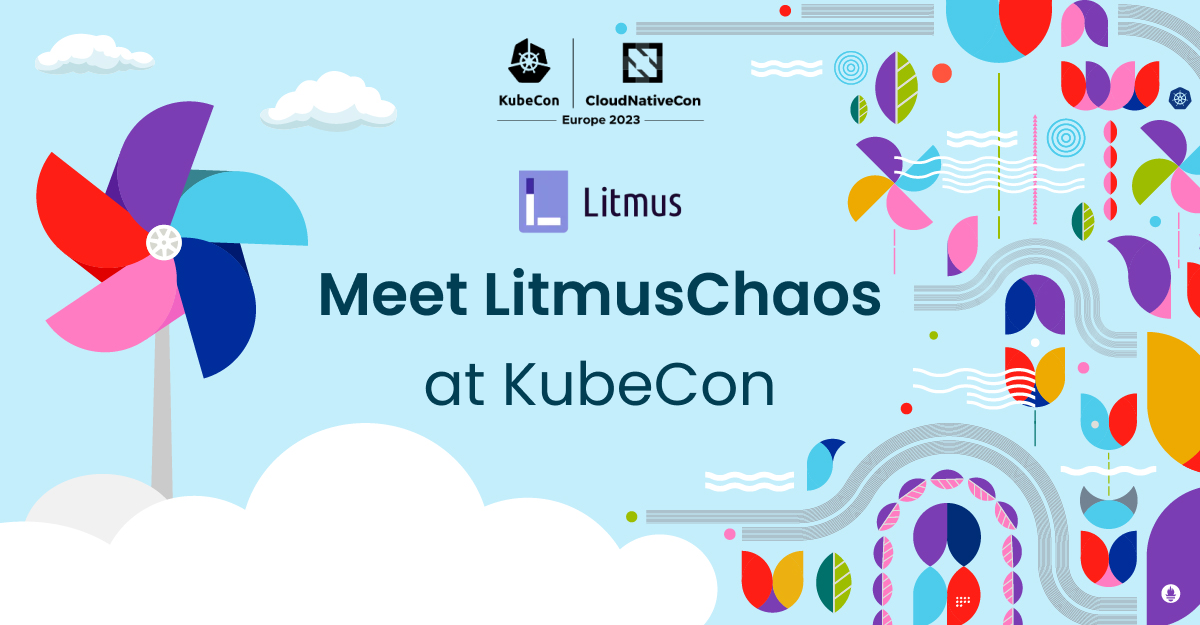 KubeCon CloudNativeCon
Europe 2023
Litmus
Meet LitmusChaos
at KubeCon